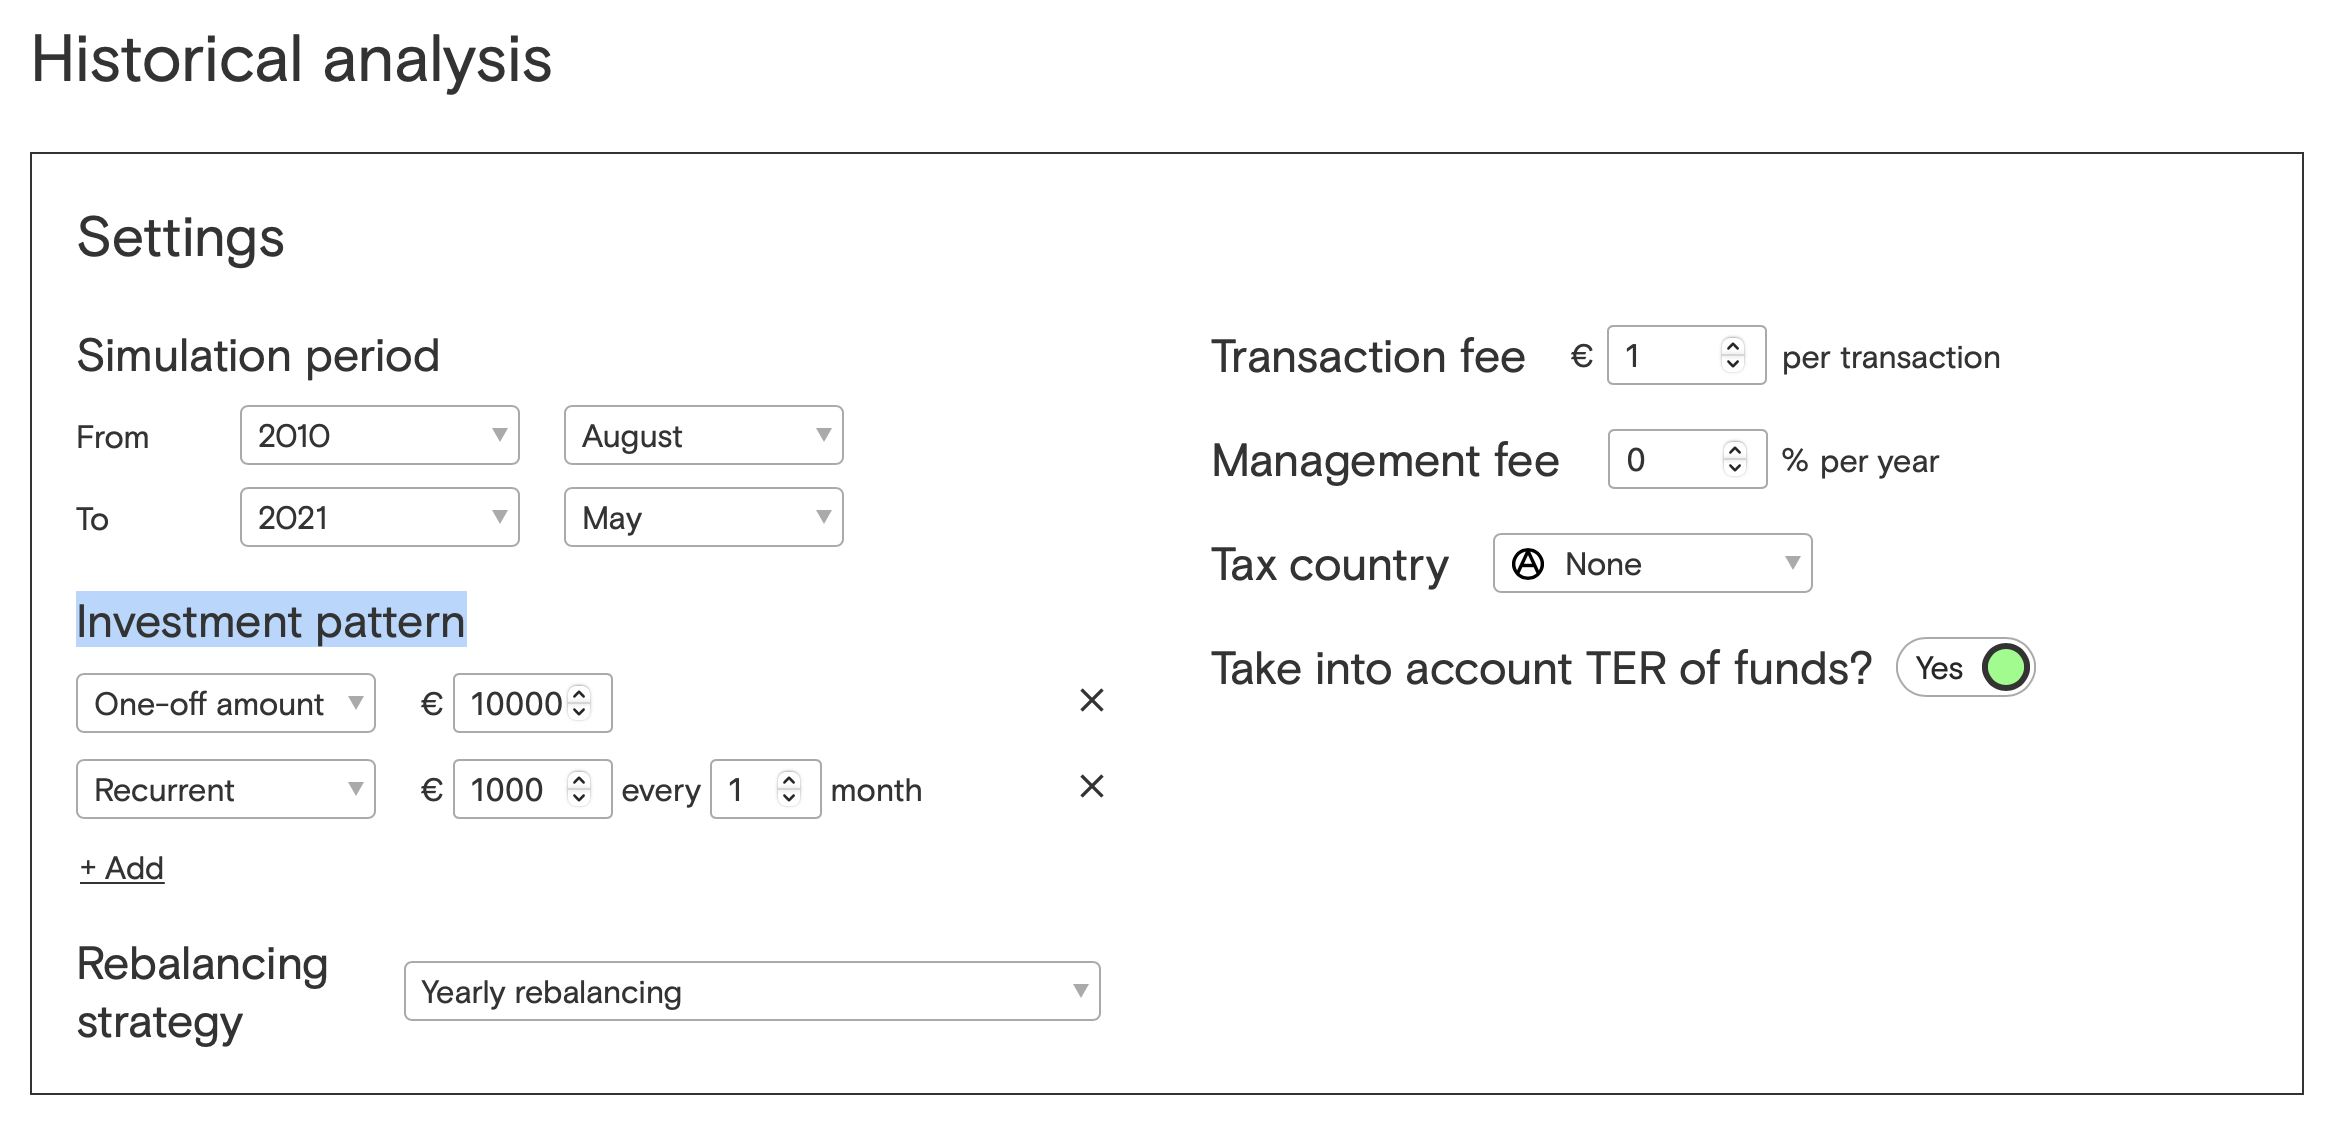 Historical analysis
Settings
Simulation period
From 2010 August
To 2021 May
Investment pattern
One-off amount € 10000
Recurrent € 1000 every 1 month
+ Add
Rebalancing
strategy
Yearly rebalancing
Transaction fee € 1 per transaction
Management fee 0 % per year
Tax country None
Take into account TER of funds? Yes